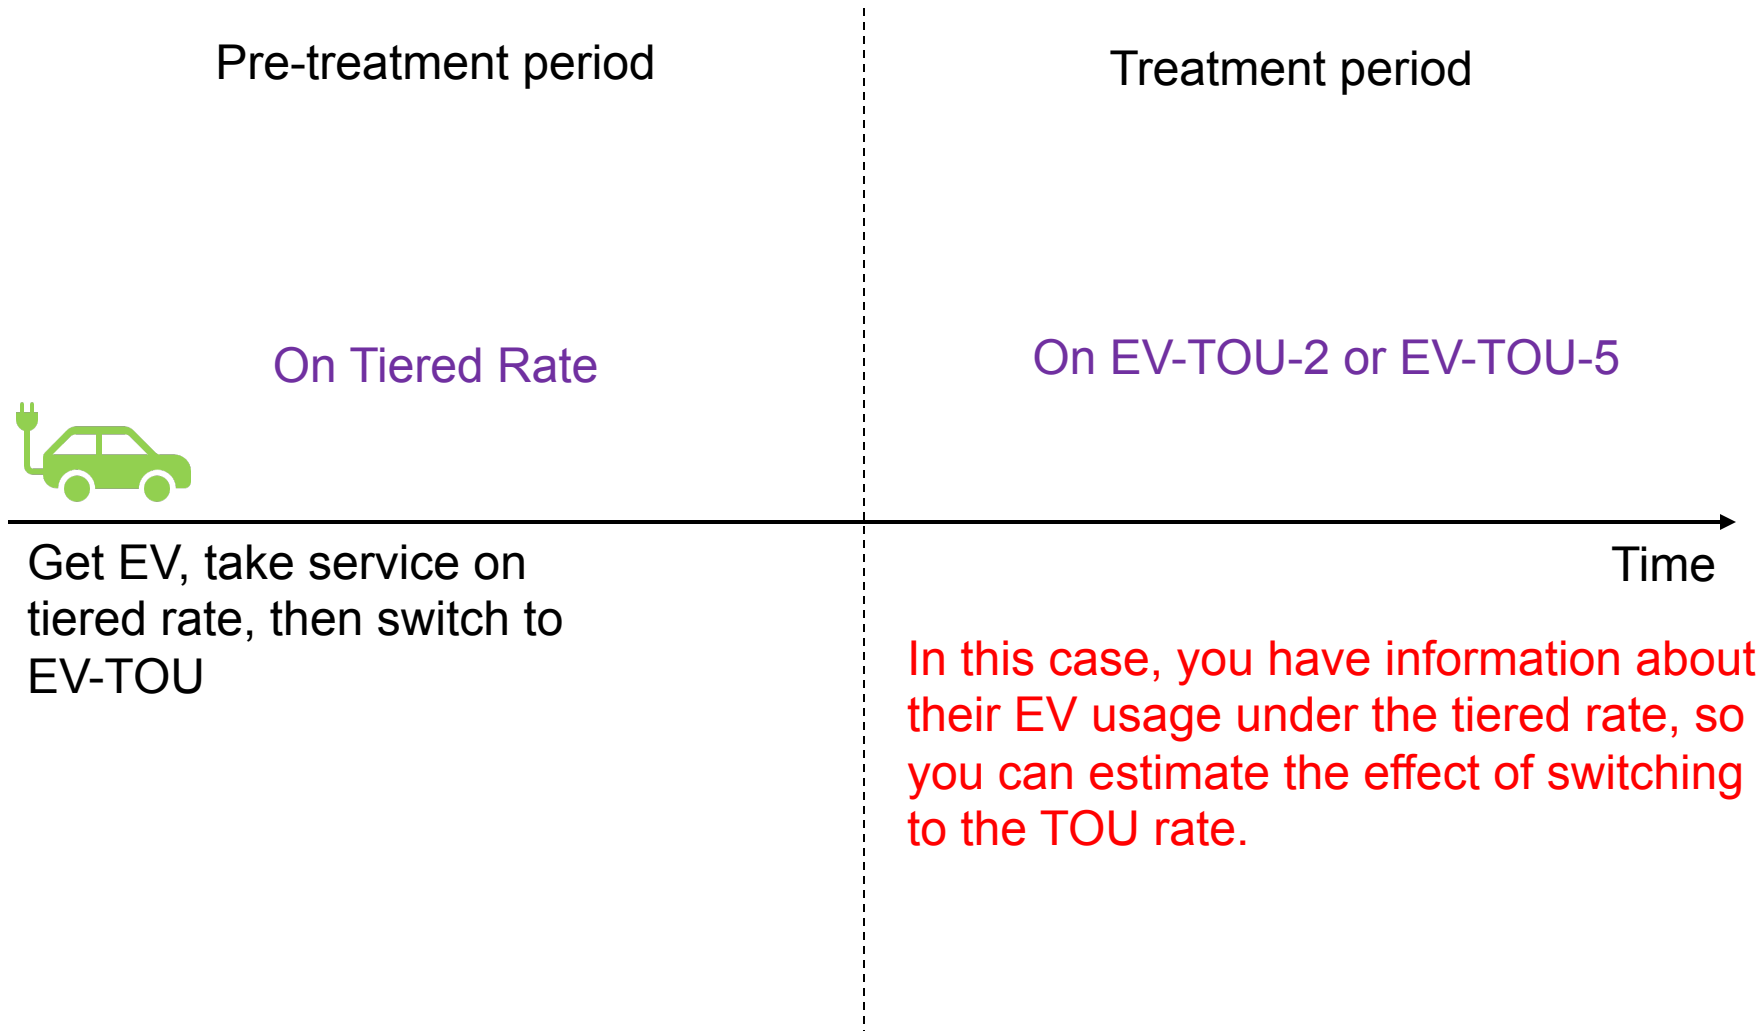 Pre-treatment period
Treatment period
On Tiered Rate
On EV-TOU-2 or EV-TOU-5
Get EV, take service on
tiered rate, then switch to
EV-TOU
Time
In this case, you have information about
their EV usage under the tiered rate, so
you can estimate the effect of switching
to the TOU rate.